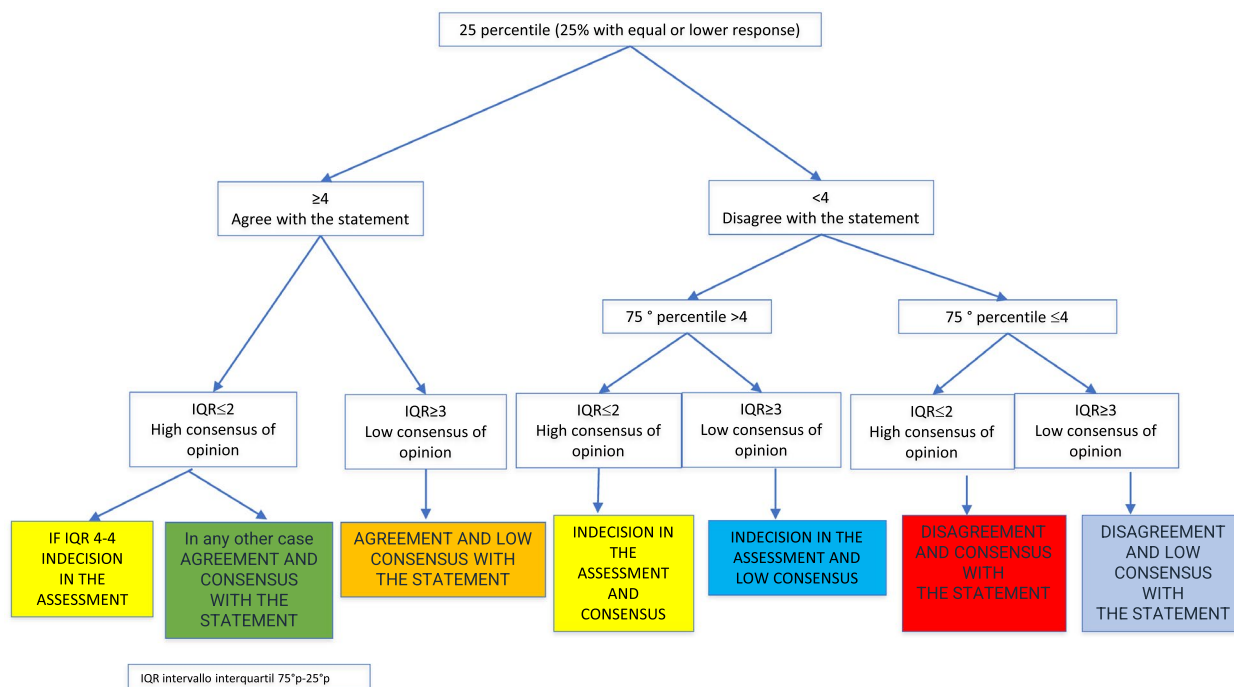 25 percentile (25% with equal or lower response)
≥4
Agree with the statement
<4
Disagree with the statement
75 ° percentile >4
75 ° percentile ≤4
IQR≤2
High consensus of
opinion
IQR≥3
Low consensus of
opinion
IQR≤2
High consensus of
opinion
IQR≥3
Low consensus of
opinion
IQR≤2
High consensus of
opinion
IQR≥3
Low consensus of
opinion
IF IQR 4-4
INDECISION
IN THE
ASSESSMENT
In any other case
AGREEMENT AND
CONSENSUS
WITH THE
STATEMENT
AGREEMENT AND LOW
CONSENSUS WITH
THE STATEMENT
INDECISION IN
THE
ASSESSMENT
AND
CONSENSUS
INDECISION IN THE
ASSESSMENT AND
LOW CONSENSUS
DISAGREEMENT
AND CONSENSUS
WITH
THE STATEMENT
DISAGREEMENT
AND LOW
CONSENSUS
WITH
THE STATEMENT
IQR intervallo interquartil 75°p-25°p